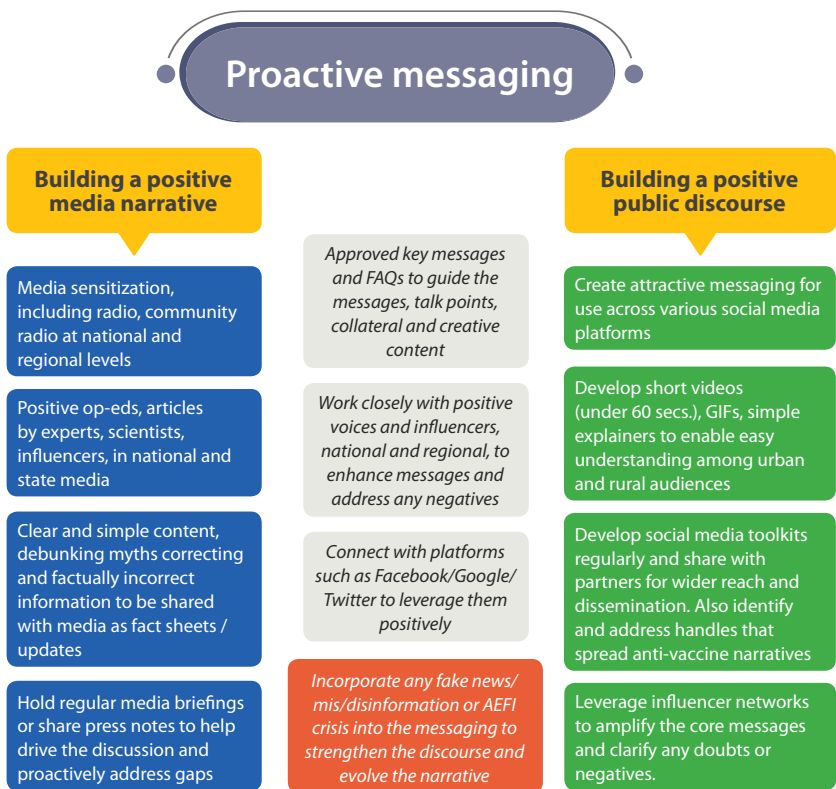 Proactive messaging
Building a positive
media narrative
Media sensitization,
including radio, community
radio at national and
regional levels
Positive op-eds, articles
by experts, scientists,
influencers, in national and
state media
Clear and simple content,
debunking myths correcting
and factually incorrect
information to be shared
with media as fact sheets /
updates
Hold regular media briefings
or share press notes to help
drive the discussion and
proactively address gaps
Approved key messages
and FAQs to guide the
messages, talk points,
collateral and creative
content
Work closely with positive
voices and influencers,
national and regional, to
enhance messages and
address any negatives
Connect with platforms
such as Facebook/Google/
Twitter to leverage them
positively
Incorporate any fake news/
mis/disinformation or AEFI
crisis into the messaging to
strengthen the discourse and
evolve the narrative
Building a positive
public discourse
Create attractive messaging for
use across various social media
platforms
Develop short videos
(under 60 secs.), GIFs, simple
explainers to enable easy
understanding among urban
and rural audiences
Develop social media toolkits
regularly and share with
partners for wider reach and
dissemination. Also identify
and address handles that
spread anti-vaccine narratives
Leverage influencer networks
to amplify the core messages
and clarify any doubts or
negatives.